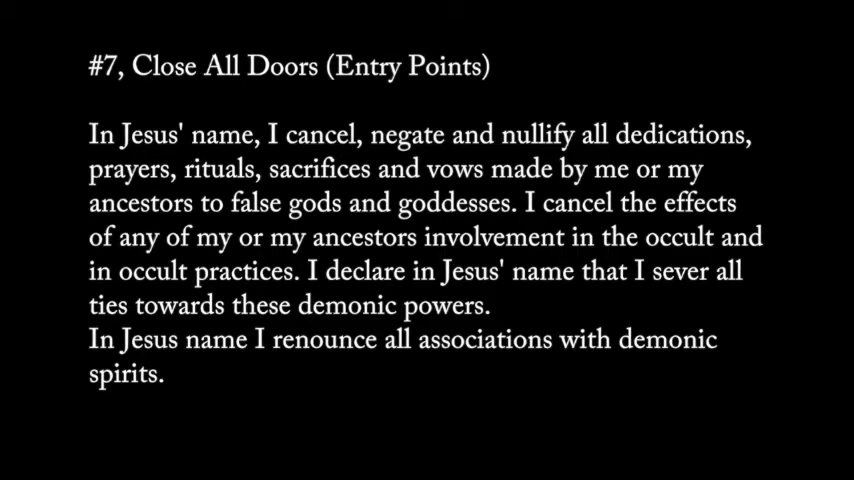 #7, Close All Doors (Entry Points)
In Jesus' name, I cancel, negate and nullify all dedications,
prayers, rituals, sacrifices and vows made by me or my
ancestors to false gods and goddesses. I cancel the effects
of any of my or my ancestors involvement in the occult and
in occult practices. I declare in Jesus' name that I sever all
ties towards these demonic powers.
In Jesus name I renounce all associations with demonic
spirits.